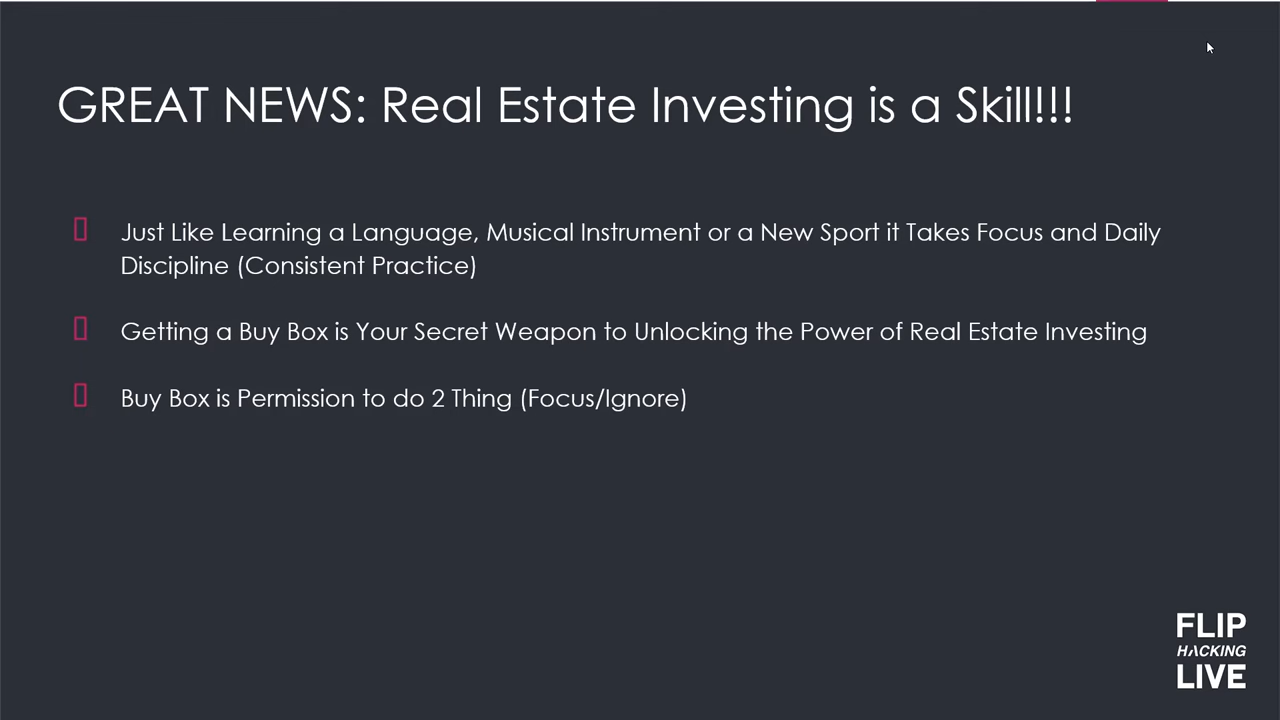 GREAT NEWS: Real Estate Investing is a Skill!!!
Just Like Learning a Language, Musical Instrument or a New Sport it Takes Focus and Daily
Discipline (Consistent Practice)
Getting a Buy Box is Your Secret Weapon to Unlocking the Power of Real Estate Investing
Buy Box is Permission to do 2 Thing (Focus/Ignore)
FLIP
HACKING
LIVE